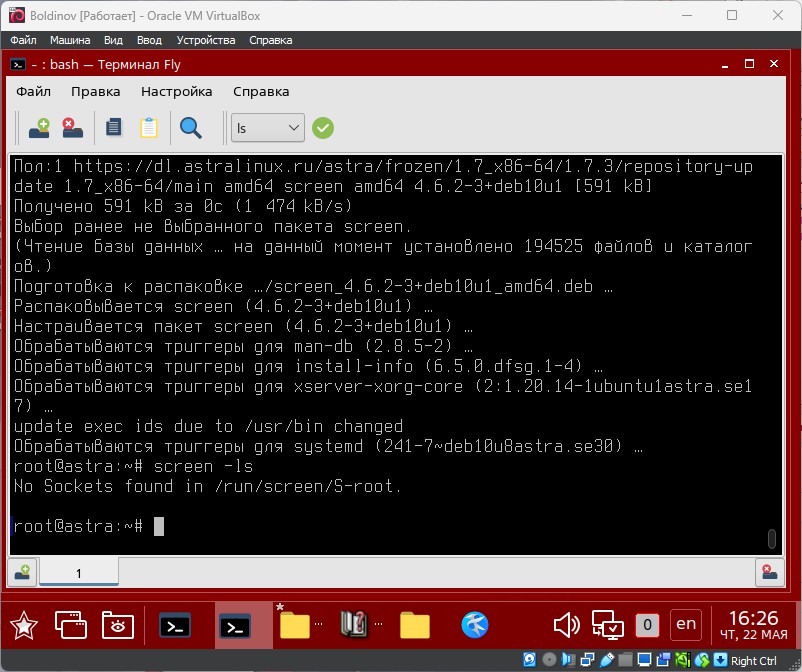 Boldinov [Работает] - Oracle VM VirtualBox
Файл Машина Вид Ввод Устройства Справка
- : bash — Терминал Fly
Файл Правка Настройка Справка
ls
Пол:1 https://dl.astralinux.ru/astra/frozen/1.7_x86-64/1.7.3/repository-up
date 1.7_x86-64/main amd64 screen amd64 4.6.2-3+deb10u1 [591 kB]
Получено 591 kB за 0с (1 474 kB/s)
Выбор ранее не выбранного пакета screen.
(Чтение базы данных … на данный момент установлено 194525 файлов и каталог
ов.)
Подготовка к распаковке …/screen_4.6.2-3+deb10u1_amd64.deb …
Распаковывается screen (4.6.2-3+deb10u1) …
Настраивается пакет screen (4.6.2-3+deb10u1) …
Обрабатываются триггеры для man-db (2.8.5-2) …
Обрабатываются триггеры для install-info (6.5.0.dfsg.1-4) …
Обрабатываются триггеры для xserver-xorg-core (2:1.20.14-1ubuntu1astra.se1
7) …
update exec ids due to /usr/bin changed
Обрабатываются триггеры для systemd (241-7~deb10u8astra.se30) …
root@astra:~# screen -ls
No Sockets found in /run/screen/S-root.
root@astra:~#
1
0
en
16:26
ЧТ, 22 МАЯ
Right Ctrl